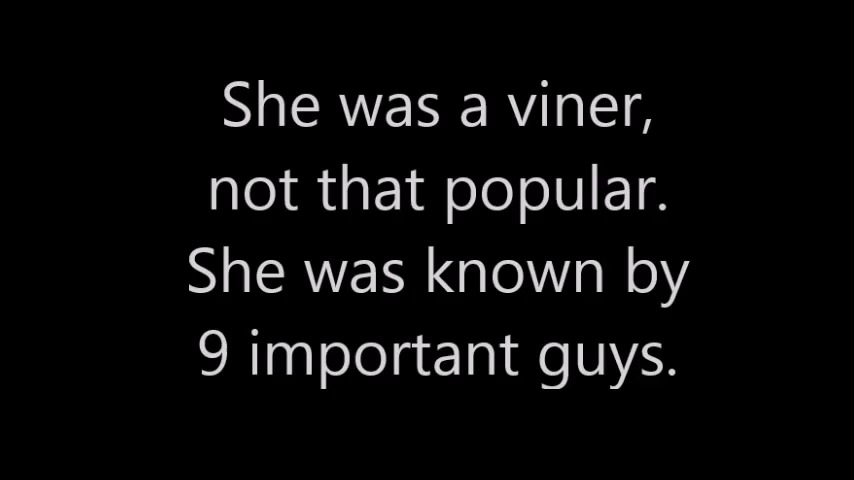 She was a viner,
not that popular.
She was known by
9 important guys.